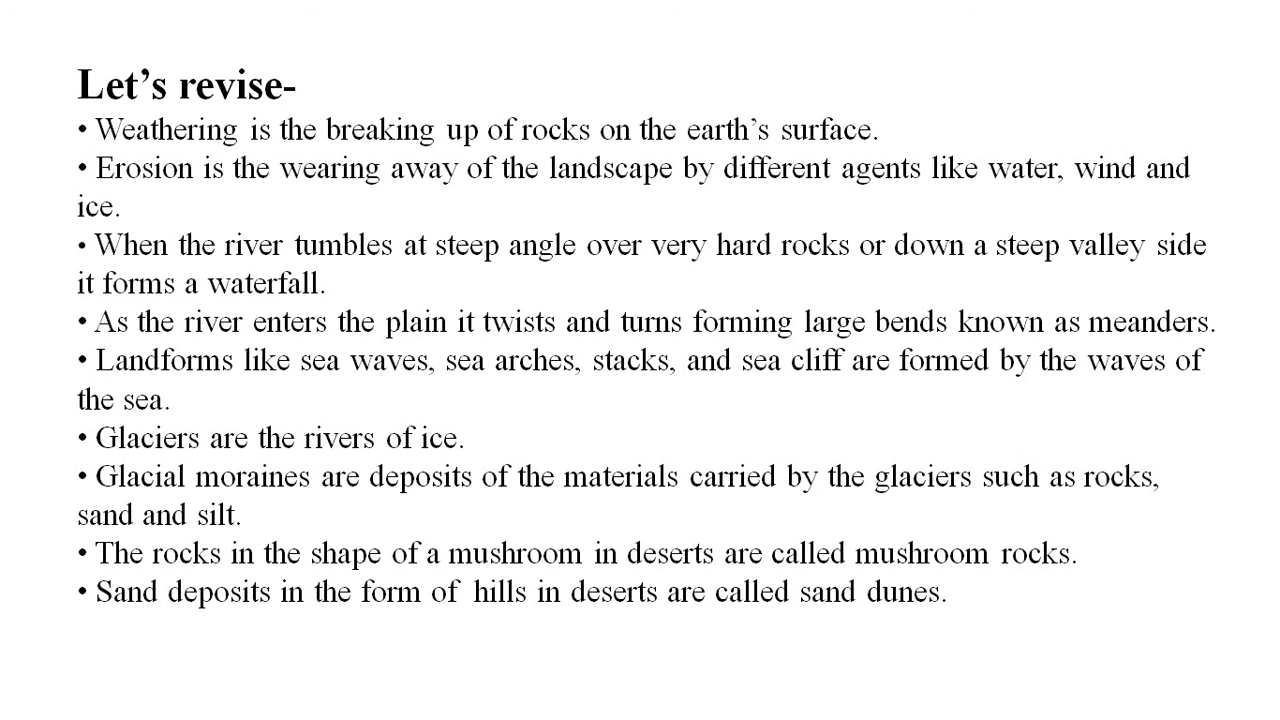 Let’s revise-
• Weathering is the breaking up of rocks on the earth’s surface.
• Erosion is the wearing away of the landscape by different agents like water, wind and
ice.
• When the river tumbles at steep angle over very hard rocks or down a steep valley side
it forms a waterfall.
• As the river enters the plain it twists and turns forming large bends known as meanders.
• Landforms like sea waves, sea arches, stacks, and sea cliff are formed by the waves of
the sea.
• Glaciers are the rivers of ice.
• Glacial moraines are deposits of the materials carried by the glaciers such as rocks,
sand and silt.
• The rocks in the shape of a mushroom in deserts are called mushroom rocks.
• Sand deposits in the form of hills in deserts are called sand dunes.